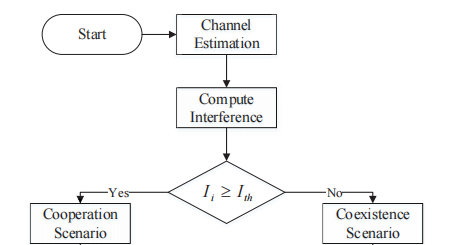 Start
Channel
Estimation
Compute
Interference
I_i ≥ I_th
Yes
No
Cooperation
Scenario
Coexistence
Scenario